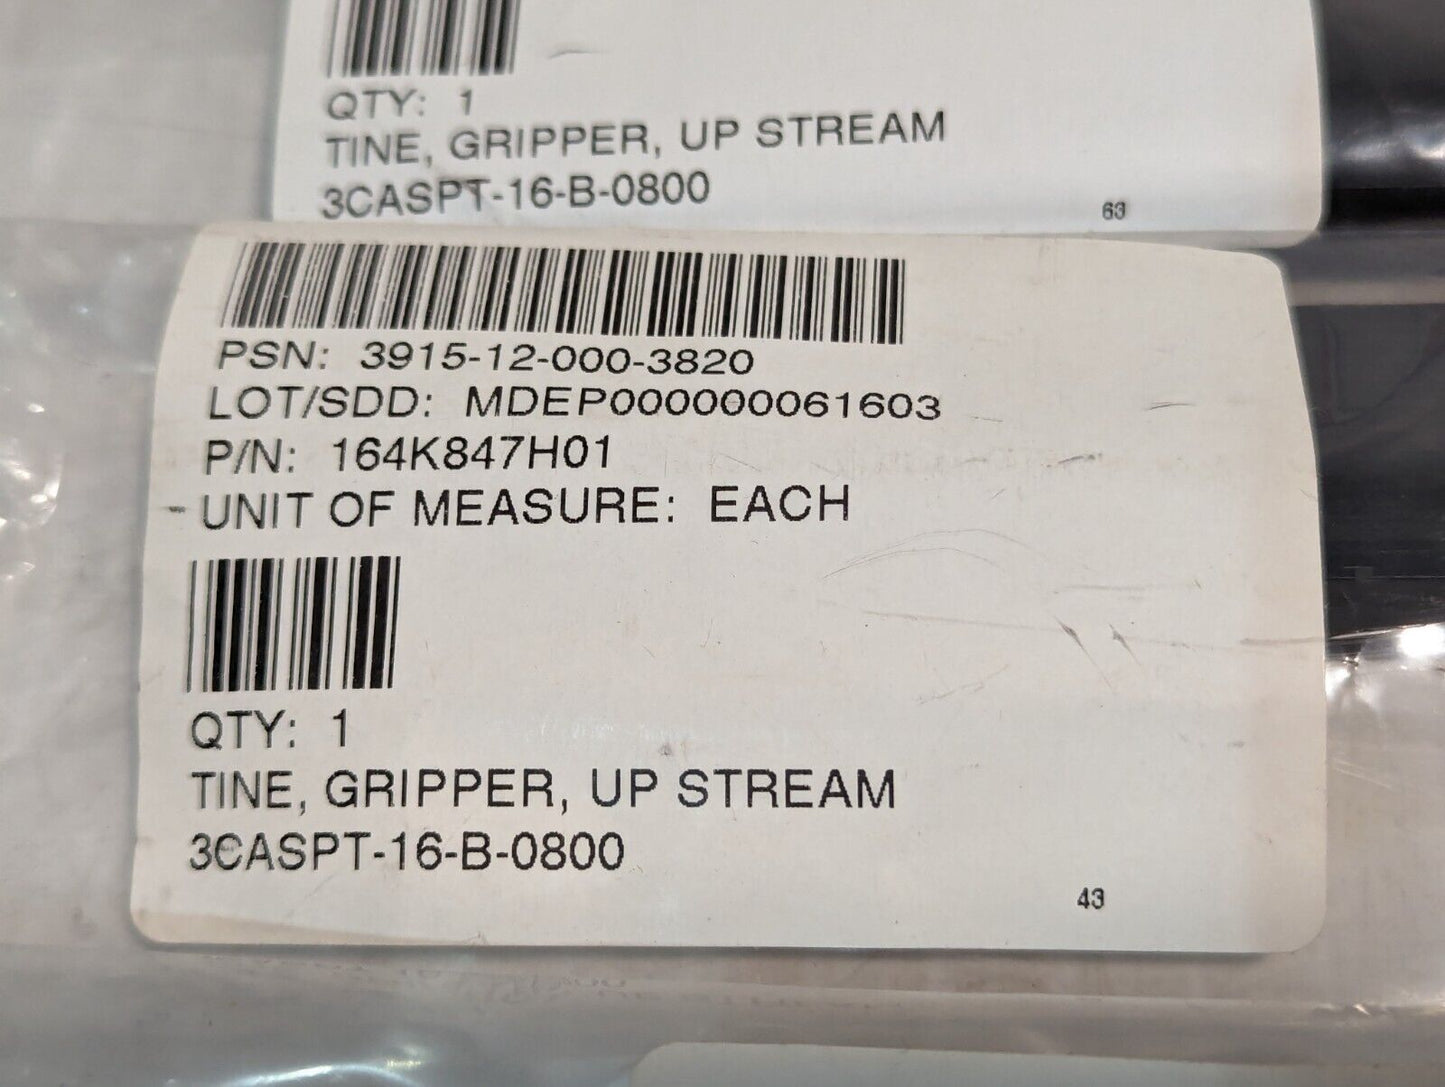 QTY: 1
TINE, GRIPPER, UP STREAM
3CASPT-16-B-0800
63
PSN: 3915-12-000-3820
LOT/SDD: MDEP000000061603
P/N: 164K847H01
UNIT OF MEASURE: EACH
QTY: 1
TINE, GRIPPER, UP STREAM
3CASPT-16-B-0800
43